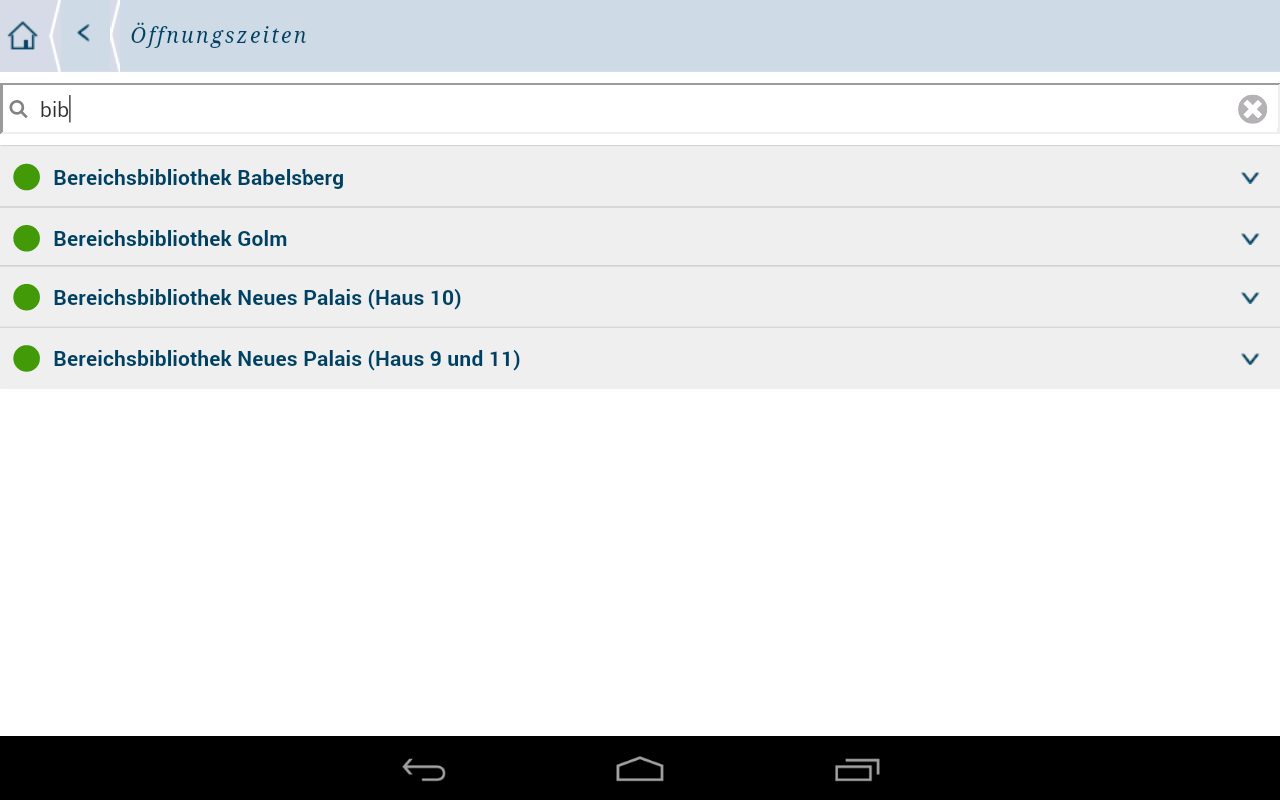 Öffnungszeiten
bib
Bereichsbibliothek Babelsberg
Bereichsbibliothek Golm
Bereichsbibliothek Neues Palais (Haus 10)
Bereichsbibliothek Neues Palais (Haus 9 und 11)